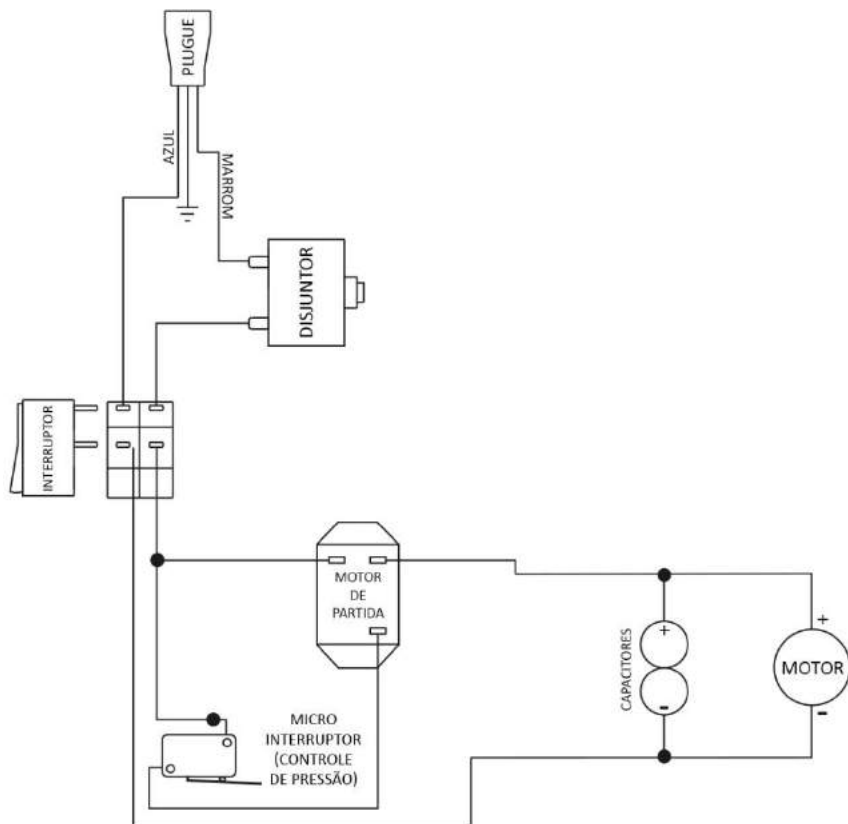 PLUGUE
AZUL
MARROM
DISJUNTOR
INTERRUPTOR
MOTOR
DE
PARTIDA
MICRO
INTERRUPTOR
(CONTROLE
DE PRESSÃO)
CAPACITORES
+
-
+
MOTOR
-